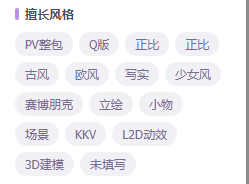 擅长风格
PV整包 Q版 正比 正比
古风 欧风 写实 少女风
赛博朋克 立绘 小物
场景 KKV L2D动效
3D建模 未填写